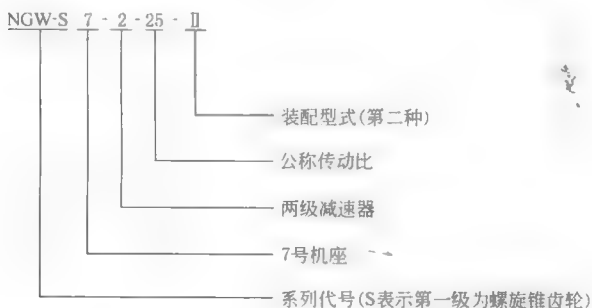 NGW-S 7 - 2 - 25 - Ⅱ
装配型式(第二种)
公称传动比
两级减速器
7号机座
系列代号(S表示第一级为螺旋锥齿轮)